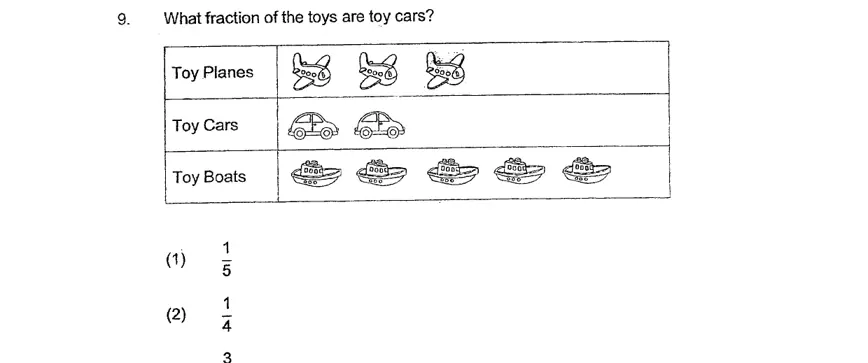 9. What fraction of the toys are toy cars?
Toy Planes
Toy Cars
Toy Boats
(1) 1/5
(2) 1/4
3